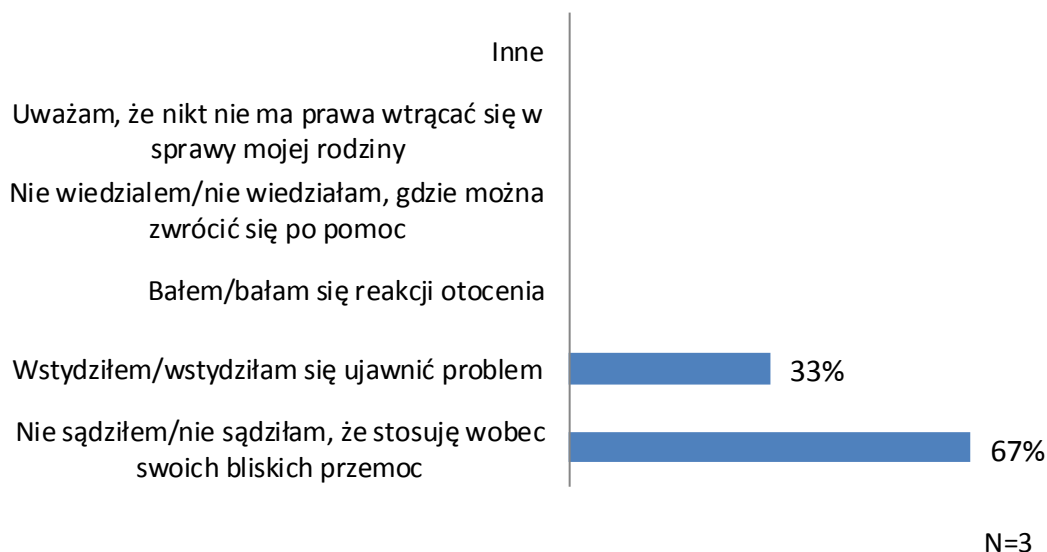 Inne
Uważam, że nikt nie ma prawa wtrącać się w
sprawy mojej rodziny
Nie wiedzialem/nie wiedziałam, gdzie można
zwrócić się po pomoc
Bałem/bałam się reakcji otocenia
Wstydziłem/wstydziłam się ujawnić problem
33%
Nie sądziłem/nie sądziłam, że stosuję wobec
swoich bliskich przemoc
67%
N=3